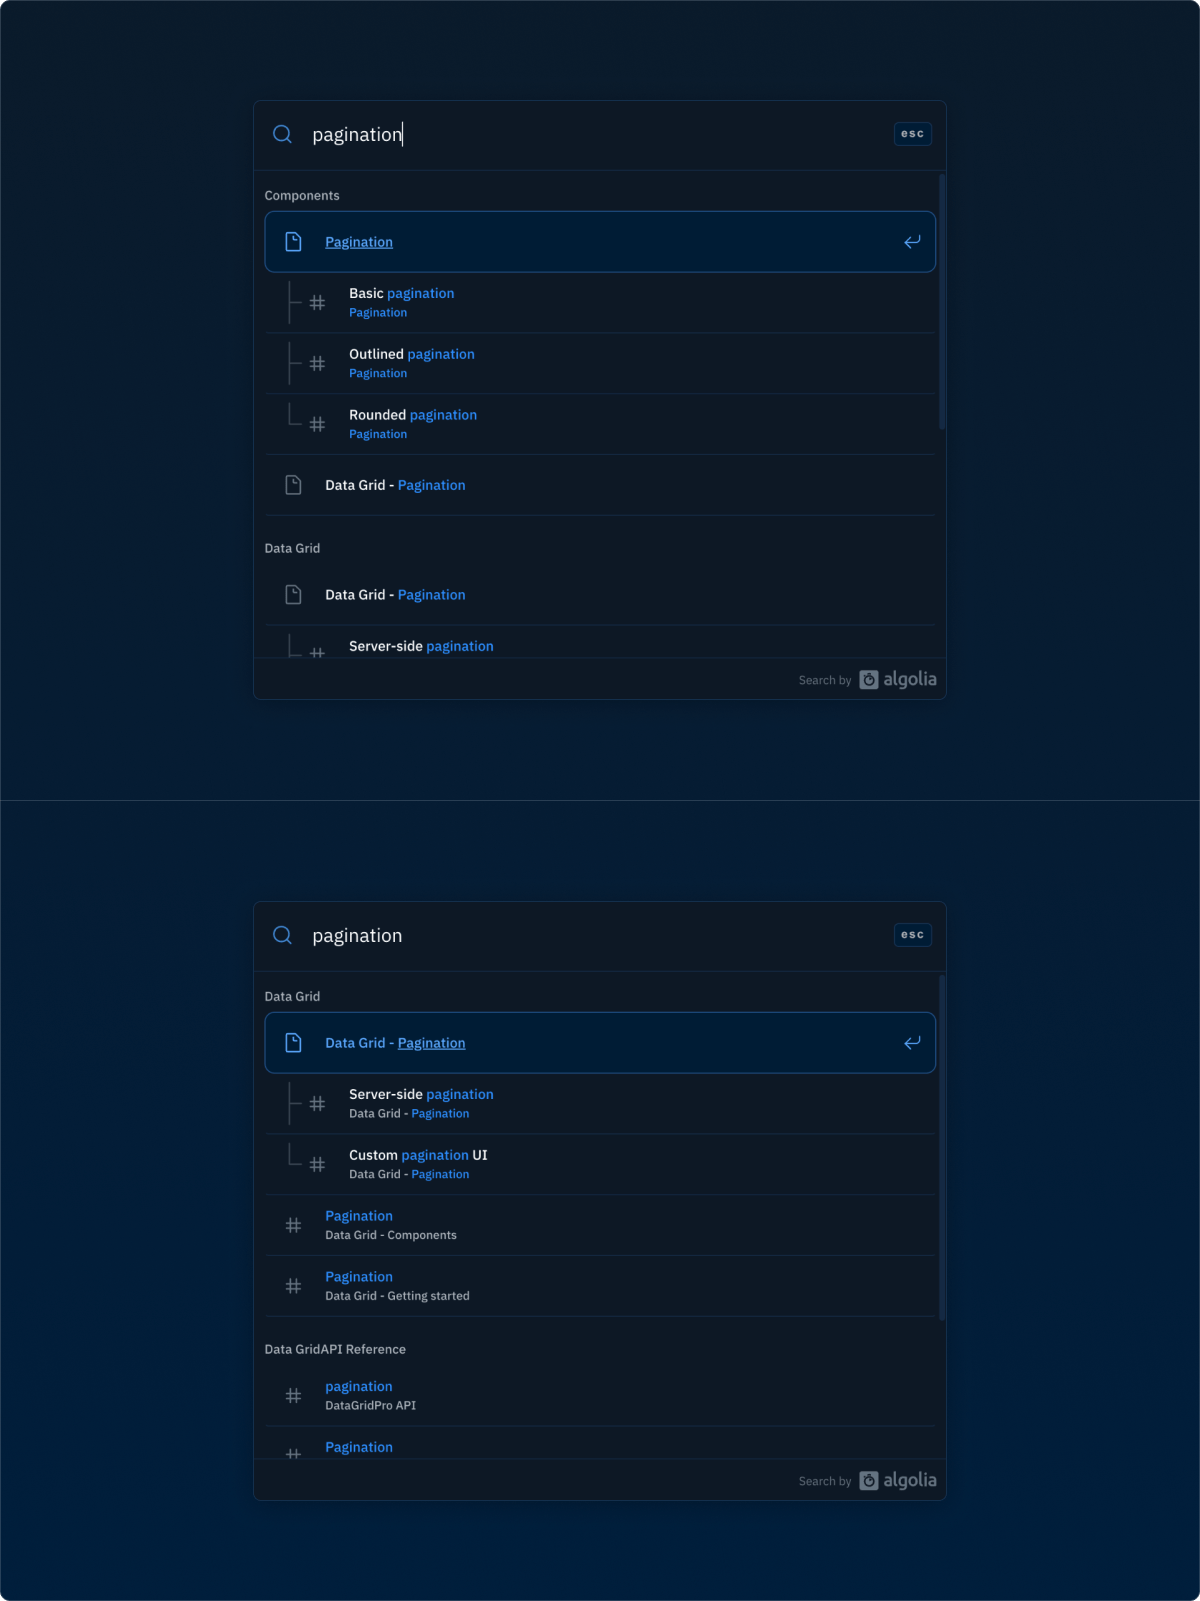 pagination
esc
Components
Pagination
Basic pagination
Pagination
Outlined pagination
Pagination
Rounded pagination
Pagination
Data Grid - Pagination
Data Grid
Data Grid - Pagination
Server-side pagination
Search by algolia
pagination
esc
Data Grid
Data Grid - Pagination
Server-side pagination
Data Grid - Pagination
Custom pagination UI
Data Grid - Pagination
Pagination
Data Grid - Components
Pagination
Data Grid - Getting started
Data GridAPI Reference
pagination
DataGridPro API
Pagination
Search by algolia